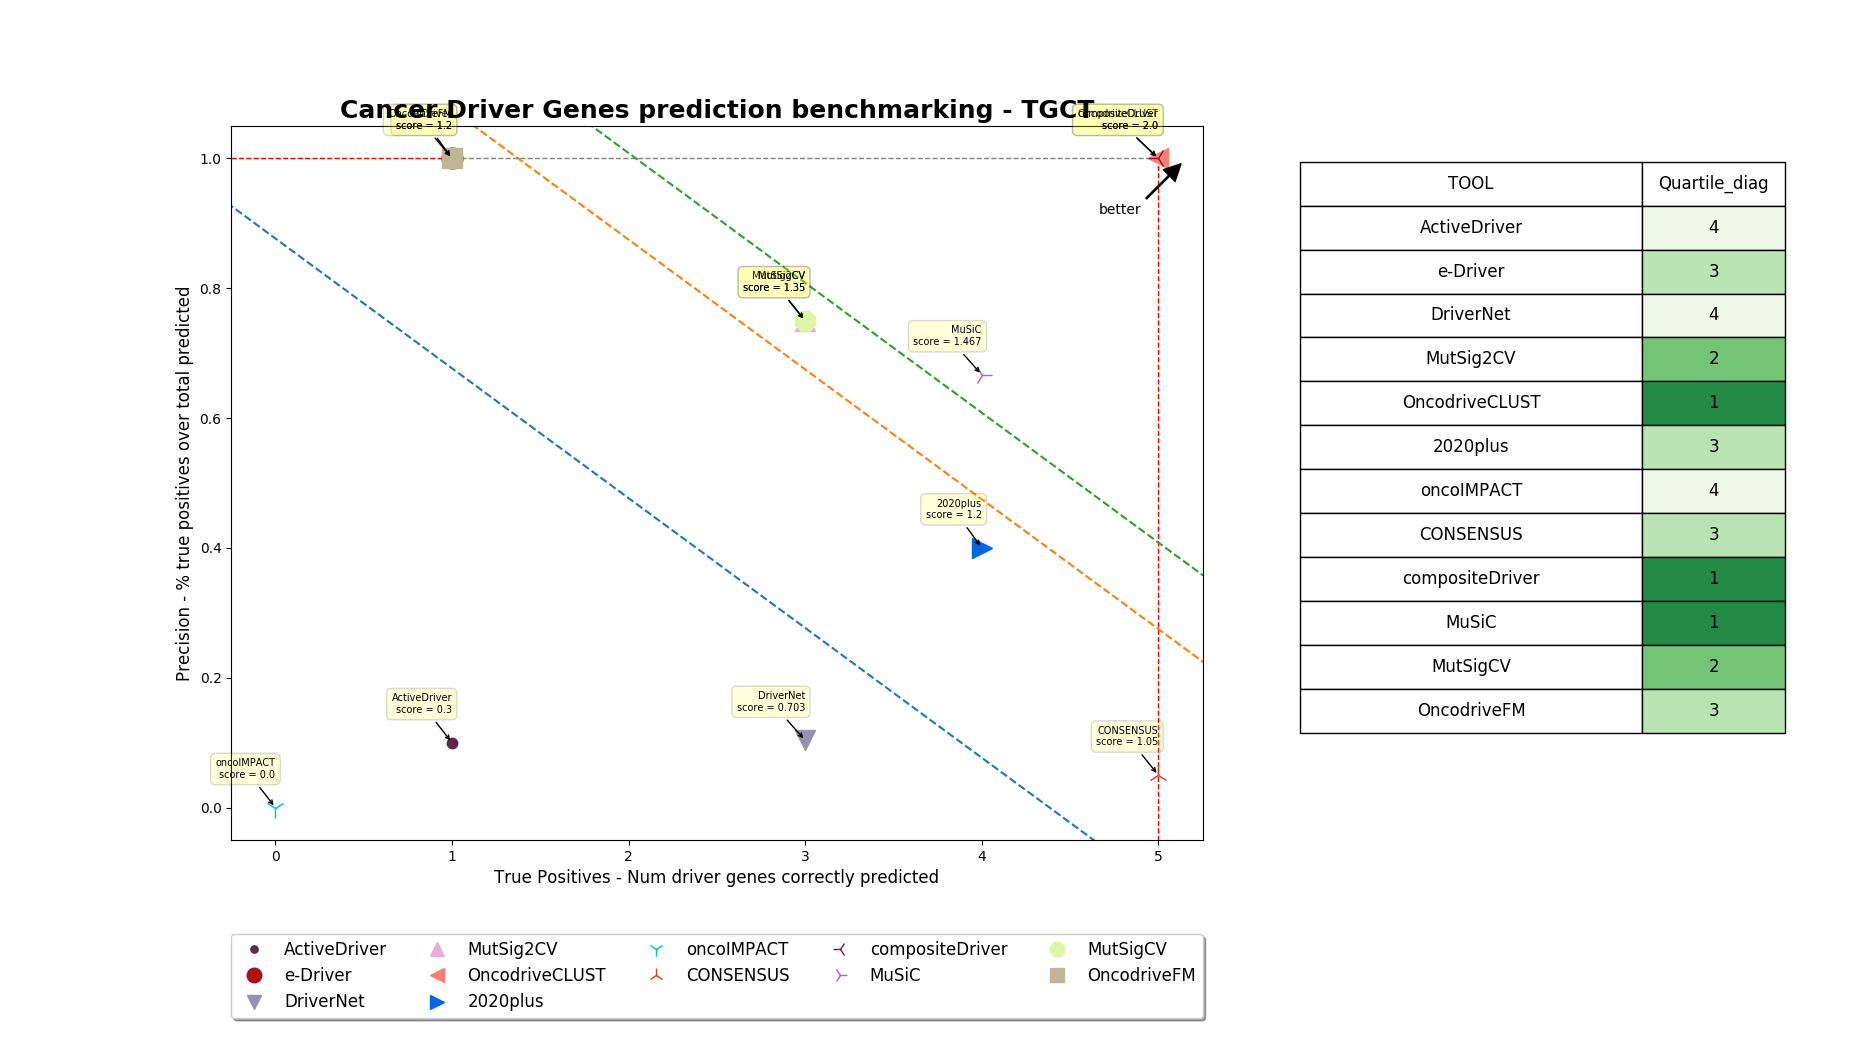 Cancer Driver Genes prediction benchmarking - TGCT
score = 1.2
score = 2.0
better
MutSigCV
score = 1.35
MuSiC
score = 1.467
2020plus
score = 1.2
ActiveDriver
score = 0.3
DriverNet
score = 0.703
CONSENSUS
score = 1.05
oncoIMPACT
score = 0.0
1.0
0.8
0.6
0.4
0.2
0.0
Precision - % true positives over total predicted
0 1 2 3 4 5
True Positives - Num driver genes correctly predicted
ActiveDriver MutSig2CV oncoIMPACT compositeDriver MutSigCV
e-Driver OncodriveCLUST CONSENSUS MuSiC OncodriveFM
DriverNet 2020plus
TOOL Quartile_diag
ActiveDriver 4
e-Driver 3
DriverNet 4
MutSig2CV 2
OncodriveCLUST 1
2020plus 3
oncoIMPACT 4
CONSENSUS 3
compositeDriver 1
MuSiC 1
MutSigCV 2
OncodriveFM 3